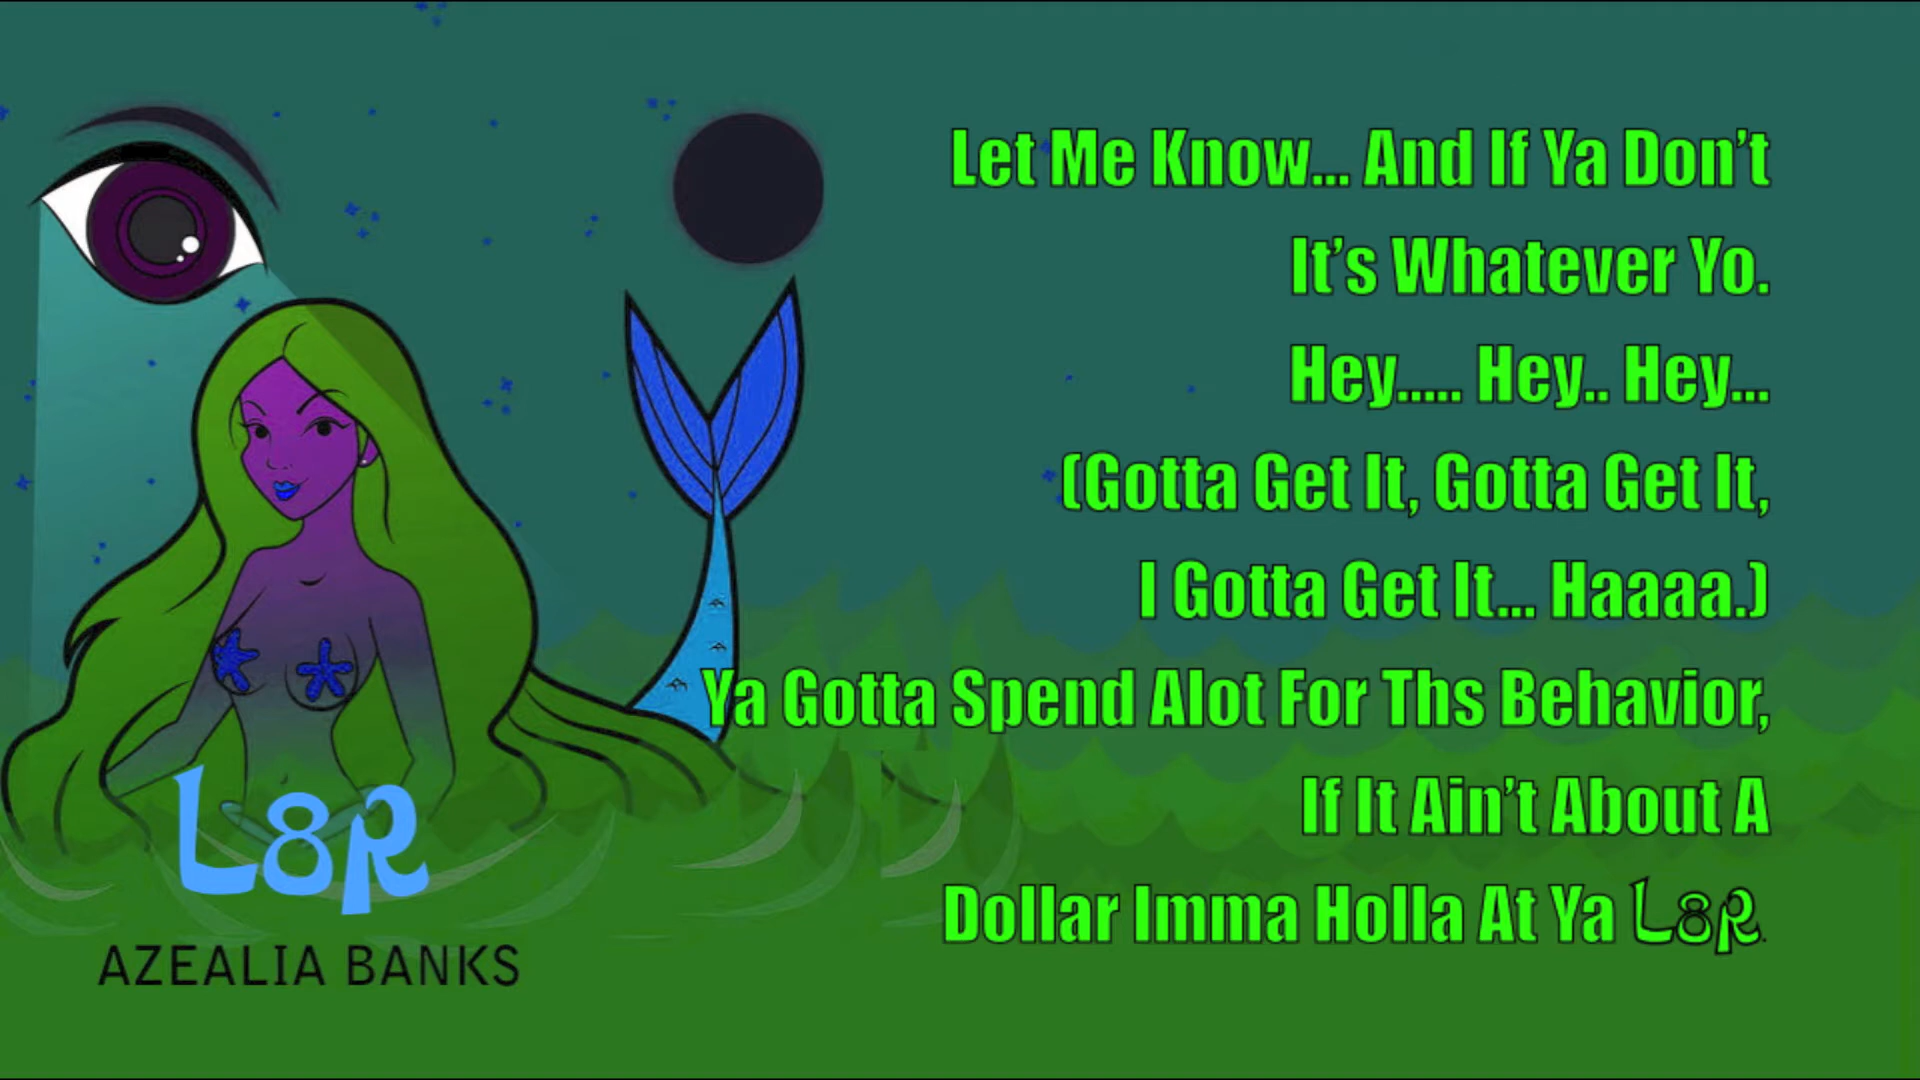 Let Me Know... And If Ya Don’t
It’s Whatever Yo.
Hey..... Hey.. Hey...
(Gotta Get It, Gotta Get It,
I Gotta Get It... Haaaa.)
Ya Gotta Spend Alot For Ths Behavior,
If It Ain’t About A
Dollar Imma Holla At Ya L8R.
L8R
AZEALIA BANKS